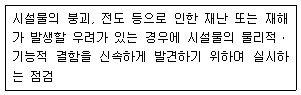 시설물의 붕괴, 전도 등으로 인한 재난 또는 재해
가 발생할 우려가 있는 경우에 시설물의 물리적·
기능적 결함을 신속하게 발견하기 위하여 실시하
는 점검